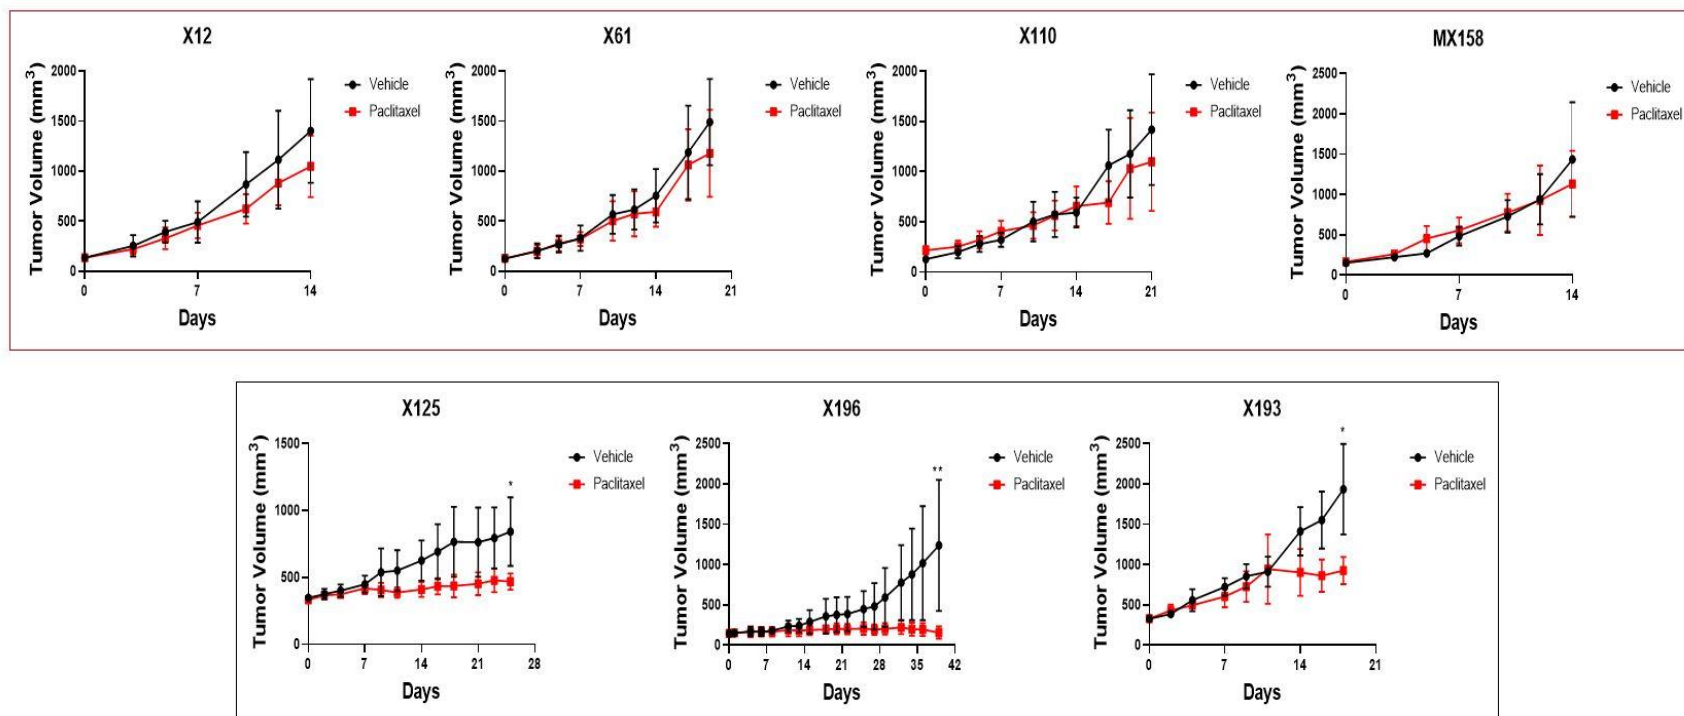 X12
Tumor Volume (mm³)
2000
1500
1000
500
0
0 7 14
Days
Vehicle
Paclitaxel
X61
Tumor Volume (mm³)
2000
1500
1000
500
0
0 7 14 21
Days
Vehicle
Paclitaxel
X110
Tumor Volume (mm³)
2000
1500
1000
500
0
0 7 14 21
Days
Vehicle
Paclitaxel
MX158
Tumor Volume (mm³)
2500
2000
1500
1000
500
0
0 7 14
Days
Vehicle
Paclitaxel
X125
Tumor Volume (mm³)
1500
1000
500
0
0 7 14 21 28
Days
*
Vehicle
Paclitaxel
X196
Tumor Volume (mm³)
2500
2000
1500
1000
500
0
0 7 14 21 28 35 42
Days
**
Vehicle
Paclitaxel
X193
Tumor Volume (mm³)
2500
2000
1500
1000
500
0
0 7 14 21
Days
*
Vehicle
Paclitaxel